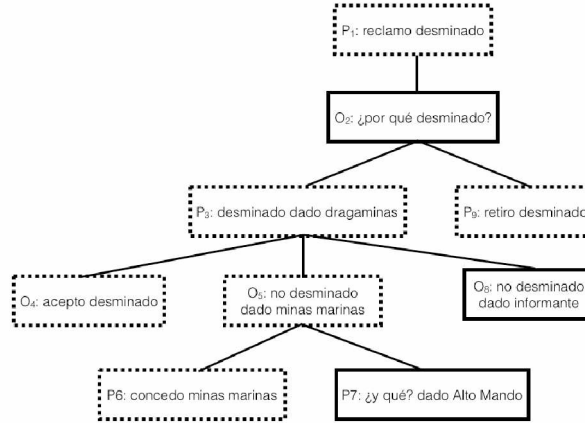 P₁: reclamo desminado
O₂: ¿por qué desminado?
P₃: desminado dado dragaminas
P₉: retiro desminado
O₄: acepto desminado
O₅: no desminado
dado minas marinas
O₈: no desminado
dado informante
P6: concedo minas marinas
P7: ¿y qué? dado Alto Mando